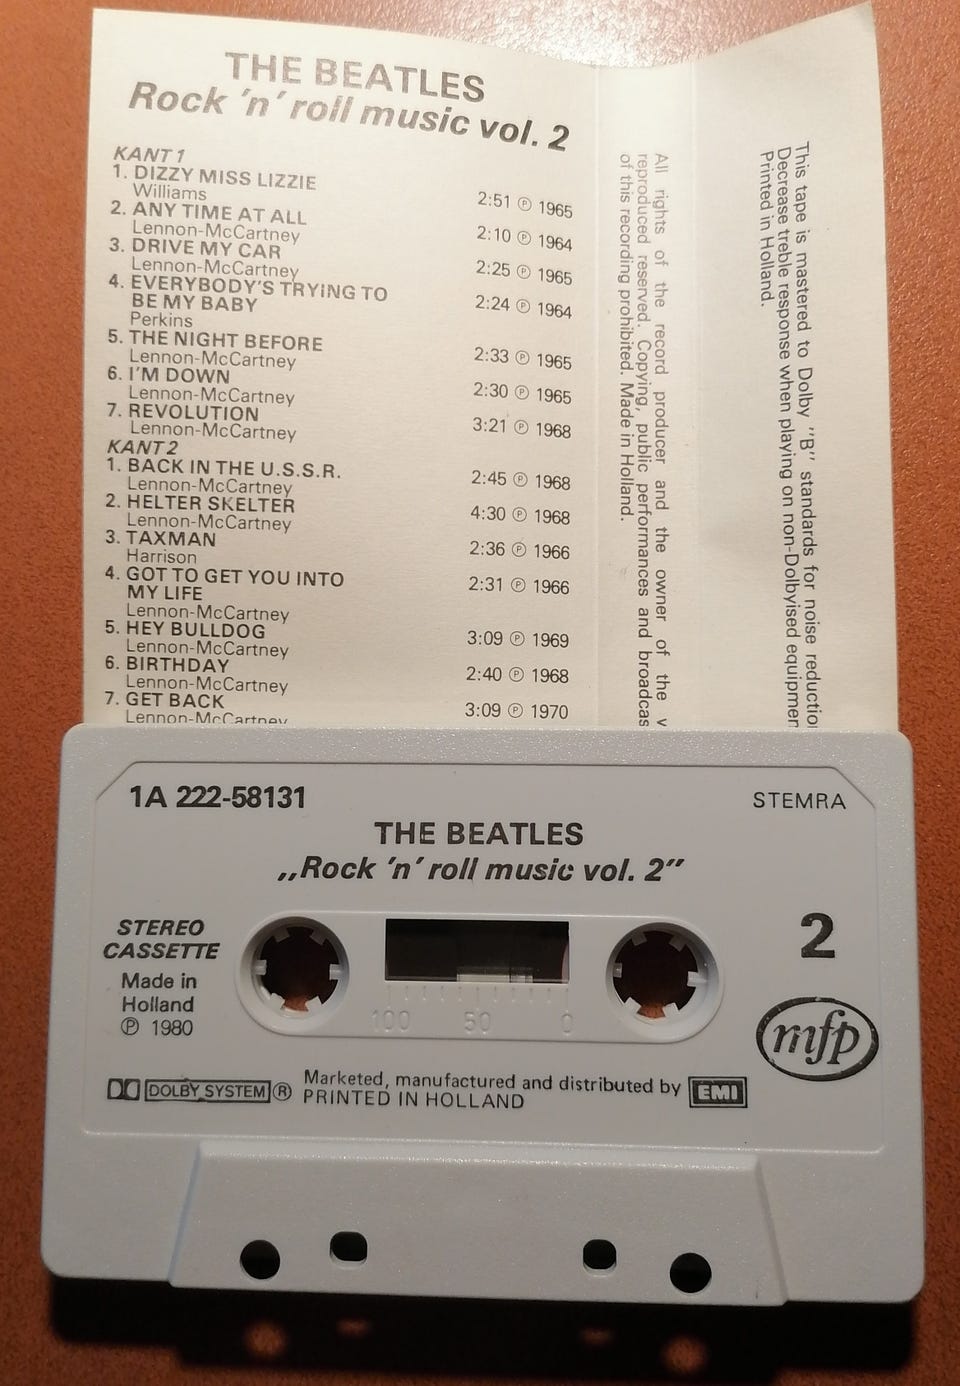 THE BEATLES
Rock 'n' roll music vol. 2
KANT 1
1. DIZZY MISS LIZZIE
Williams 2:51 Ⓟ 1965
2. ANY TIME AT ALL
Lennon-McCartney 2:10 Ⓟ 1964
3. DRIVE MY CAR
Lennon-McCartney 2:25 Ⓟ 1965
4. EVERYBODY'S TRYING TO
BE MY BABY 2:24 Ⓟ 1964
Perkins
5. THE NIGHT BEFORE
Lennon-McCartney 2:33 Ⓟ 1965
6. I'M DOWN
Lennon-McCartney 2:30 Ⓟ 1965
7. REVOLUTION
Lennon-McCartney 3:21 Ⓟ 1968
KANT 2
1. BACK IN THE U.S.S.R.
Lennon-McCartney 2:45 Ⓟ 1968
2. HELTER SKELTER
Lennon-McCartney 4:30 Ⓟ 1968
3. TAXMAN
Harrison 2:36 Ⓟ 1966
4. GOT TO GET YOU INTO
MY LIFE 2:31 Ⓟ 1966
Lennon-McCartney
5. HEY BULLDOG
Lennon-McCartney 3:09 Ⓟ 1969
6. BIRTHDAY
Lennon-McCartney 2:40 Ⓟ 1968
7. GET BACK
Lennon-McCartney 3:09 Ⓟ 1970
All rights of the record producer and the owner of the
reproduced reserved. Copying, public performances and
of this recording prohibited. Made in Holland.
This tape is mastered to Dolby "B" standards for noise
Decrease treble response when playing on non-Dolbyised
Printed in Holland.
1A 222-58131
STEMRA
THE BEATLES
„Rock 'n' roll music vol. 2"
STEREO
CASSETTE
Made in
Holland
Ⓟ 1980
100 50 0
2
mfp
DOLBY SYSTEM®
Marketed, manufactured and distributed by EMI
PRINTED IN HOLLAND